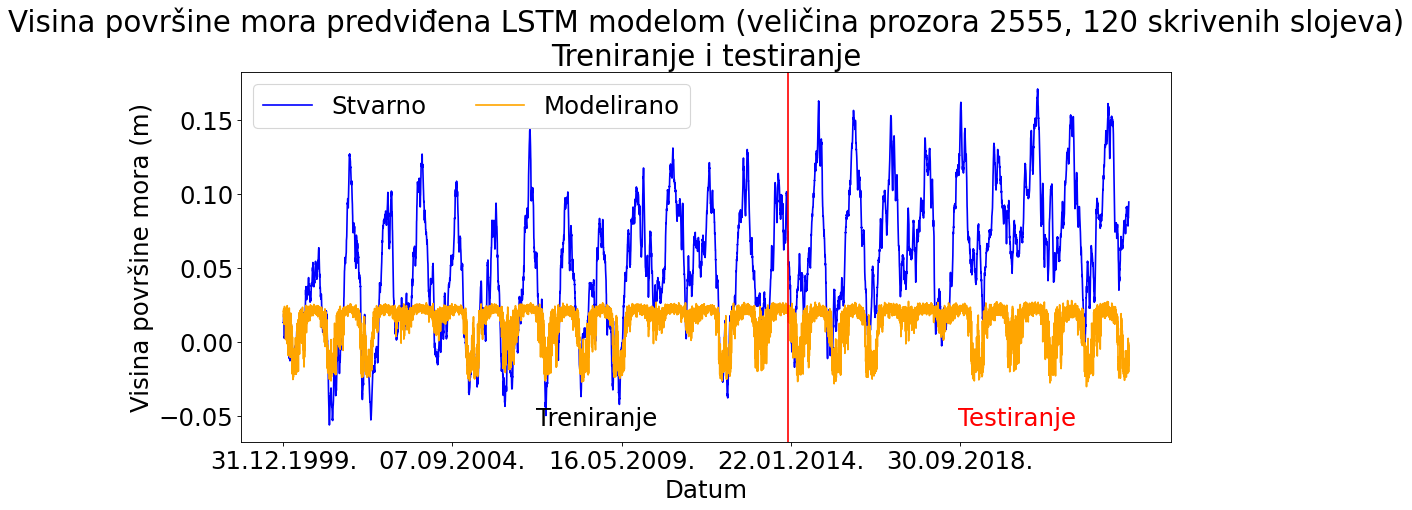 Visina površine mora predviđena LSTM modelom (veličina prozora 2555, 120 skrivenih slojeva)
Treniranje i testiranje
Stvarno
Modelirano
Visina površine mora (m)
0.15
0.10
0.05
0.00
−0.05
Treniranje
Testiranje
31.12.1999.
07.09.2004.
16.05.2009.
22.01.2014.
30.09.2018.
Datum